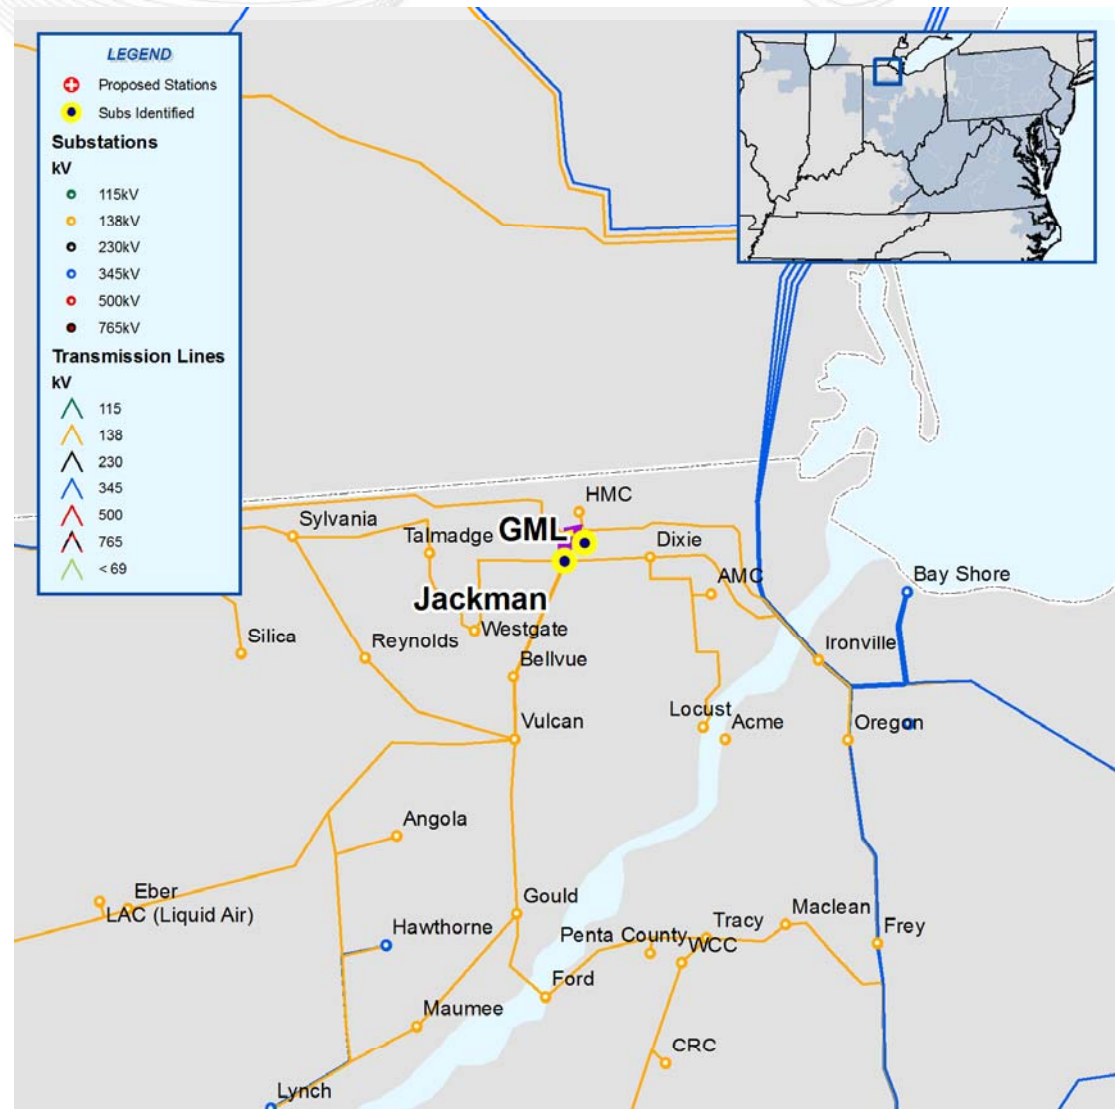 LEGEND
Proposed Stations
Subs Identified
Substations
kV
115kV
138kV
230kV
345kV
500kV
765kV
Transmission Lines
kV
115
138
230
345
500
765
< 69
HMC
Sylvania
GML
Talmadge
Dixie
Bay Shore
AMC
Jackman
Westgate
Silica
Reynolds
Ironville
Bellvue
Locust
Vulcan
Acme
Oregon
Angola
Eber
LAC (Liquid Air)
Gould
Hawthorne
Penta County
Tracy
Maclean
WCC
Frey
Ford
Maumee
CRC
Lynch